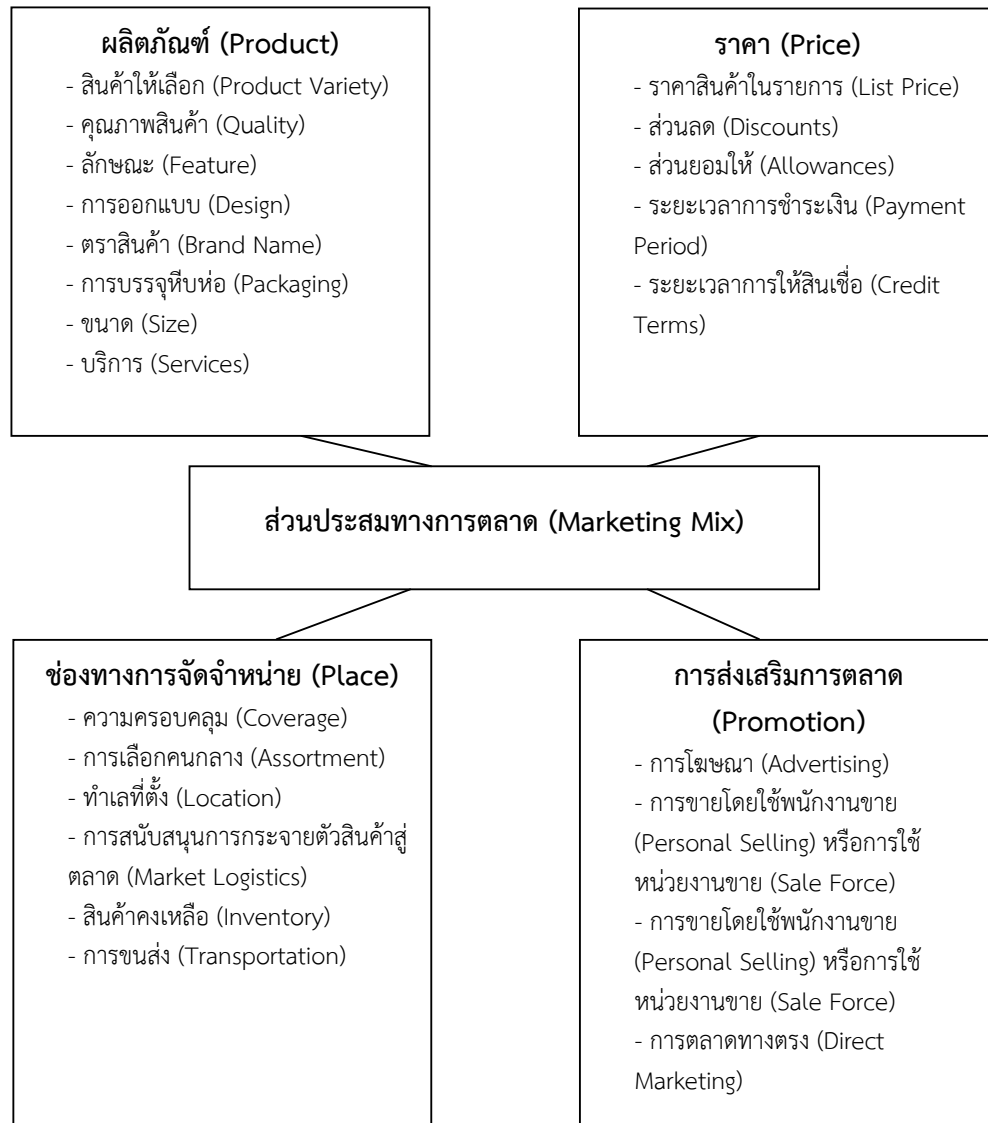 ผลิตภัณฑ์ (Product)
- สินค้าให้เลือก (Product Variety)
- คุณภาพสินค้า (Quality)
- ลักษณะ (Feature)
- การออกแบบ (Design)
- ตราสินค้า (Brand Name)
- การบรรจุหีบห่อ (Packaging)
- ขนาด (Size)
- บริการ (Services)
ราคา (Price)
- ราคาสินค้าในรายการ (List Price)
- ส่วนลด (Discounts)
- ส่วนยอมให้ (Allowances)
- ระยะเวลาการชำระเงิน (Payment
Period)
- ระยะเวลาการให้สินเชื่อ (Credit
Terms)
ส่วนประสมทางการตลาด (Marketing Mix)
ช่องทางการจัดจำหน่าย (Place)
- ความครอบคลุม (Coverage)
- การเลือกคนกลาง (Assortment)
- ทำเลที่ตั้ง (Location)
- การสนับสนุนการกระจายตัวสินค้าสู่
ตลาด (Market Logistics)
- สินค้าคงเหลือ (Inventory)
- การขนส่ง (Transportation)
การส่งเสริมการตลาด
(Promotion)
- การโฆษณา (Advertising)
- การขายโดยใช้พนักงานขาย
(Personal Selling) หรือการใช้
หน่วยงานขาย (Sale Force)
- การขายโดยใช้พนักงานขาย
(Personal Selling) หรือการใช้
หน่วยงานขาย (Sale Force)
- การตลาดทางตรง (Direct
Marketing)